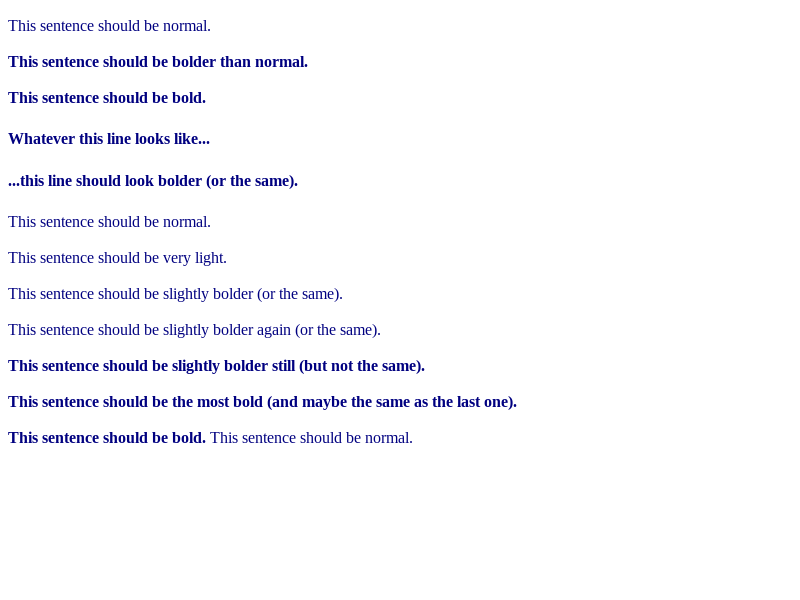 This sentence should be normal.
This sentence should be bolder than normal.
This sentence should be bold.
Whatever this line looks like...
...this line should look bolder (or the same).
This sentence should be normal.
This sentence should be very light.
This sentence should be slightly bolder (or the same).
This sentence should be slightly bolder again (or the same).
This sentence should be slightly bolder still (but not the same).
This sentence should be the most bold (and maybe the same as the last one).
This sentence should be bold. This sentence should be normal.